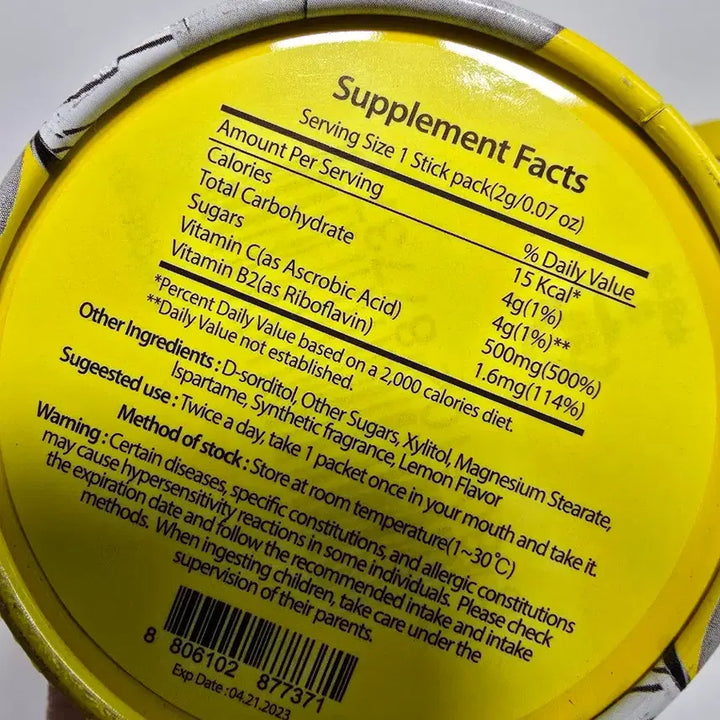 Supplement Facts
Serving Size 1 Stick pack(2g/0.07 oz)
Amount Per Serving % Daily Value
Calories 15 Kcal*
Total Carbohydrate 4g(1%)
Sugars 4g(1%)**
Vitamin C(as Ascrobic Acid) 500mg(500%)
Vitamin B2(as Riboflavin) 1.6mg(114%)
*Percent Daily Value based on a 2,000 calories diet.
**Daily Value not established.
Other Ingredients : D-sorditol, Other Sugars, Xylitol, Magnesium Stearate,
Ispartame, Synthetic fragrance, Lemon Flavor
Sugeested use : Twice a day, take 1 packet once in your mouth and take it.
Method of stock : Store at room temperature(1~30℃)
Warning : Certain diseases, specific constitutions, and allergic constitutions
may cause hypersensitivity reactions in some individuals. Please check
the expiration date and follow the recommended intake and intake
methods. When ingesting children, take care under the
supervision of their parents.
8 806102 877371
Exp Date :04.21.2023